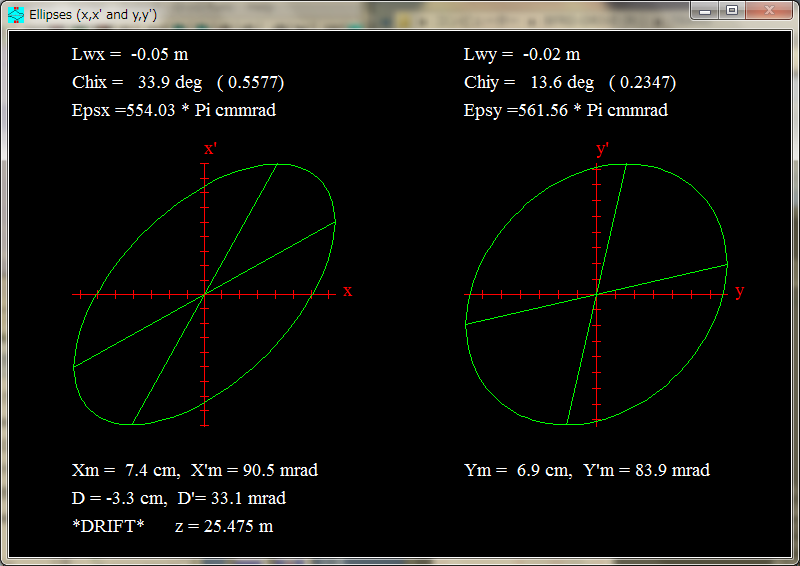 Ellipses (x,x' and y,y')
Lwx =  -0.05 m
Chix =   33.9 deg   ( 0.5577)
Epsx =554.03 * Pi cmmrad
Lwy =  -0.02 m
Chiy =   13.6 deg   ( 0.2347)
Epsy =561.56 * Pi cmmrad
x'
x
y'
y
Xm =  7.4 cm,  X'm = 90.5 mrad
D = -3.3 cm,  D'= 33.1 mrad
*DRIFT*      z = 25.475 m
Ym =  6.9 cm,  Y'm = 83.9 mrad